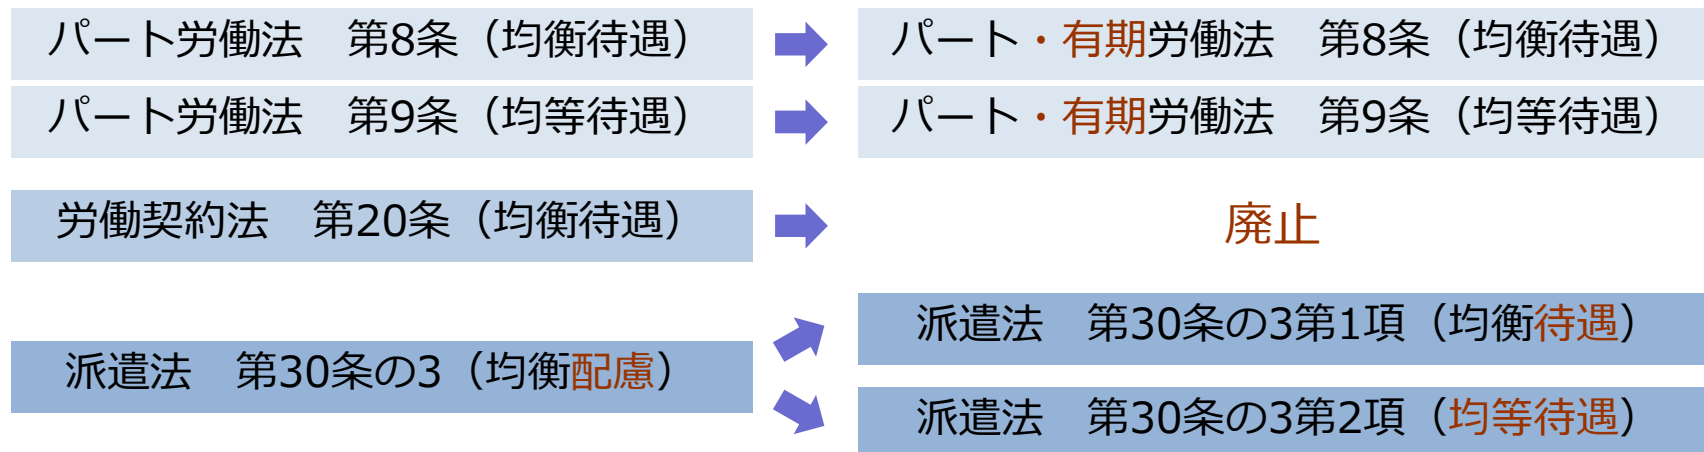 パート労働法　第8条（均衡待遇）
パート・有期労働法　第8条（均衡待遇）
パート労働法　第9条（均等待遇）
パート・有期労働法　第9条（均等待遇）
労働契約法　第20条（均衡待遇）
廃止
派遣法　第30条の3（均衡配慮）
派遣法　第30条の3第1項（均衡待遇）
派遣法　第30条の3第2項（均等待遇）